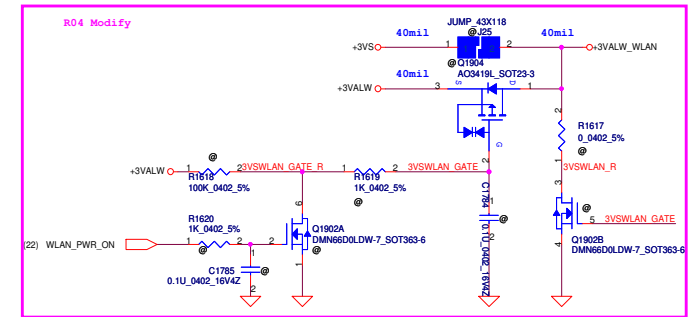 R04 Modify
JUMP_43X118
40mil
@J25
40mil
+3VS
1
2
+3VALW_WLAN
@
Q1904
40mil
AO3419L_SOT23-3
+3VALW
3
S
D
1
G
2
2
R1617
0_0402_5%
@
1
3VSWLAN_R
@
@
+3VALW
1
2
3VSWLAN_GATE_R
1
2
3VSWLAN_GATE
R1618
100K_0402_5%
R1619
1K_0402_5%
@
C1784
0.1U_0402_16V4Z
1
2
@
3
@
5
3VSWLAN_GATE
4
Q1902B
DMN66D0LDW-7_SOT363-6
R1620
1K_0402_5%
6
Q1902A
DMN66D0LDW-7_SOT363-6
@
(22) WLAN_PWR_ON
1
2
2
@
1
1
C1785
@
0.1U_0402_16V4Z
2